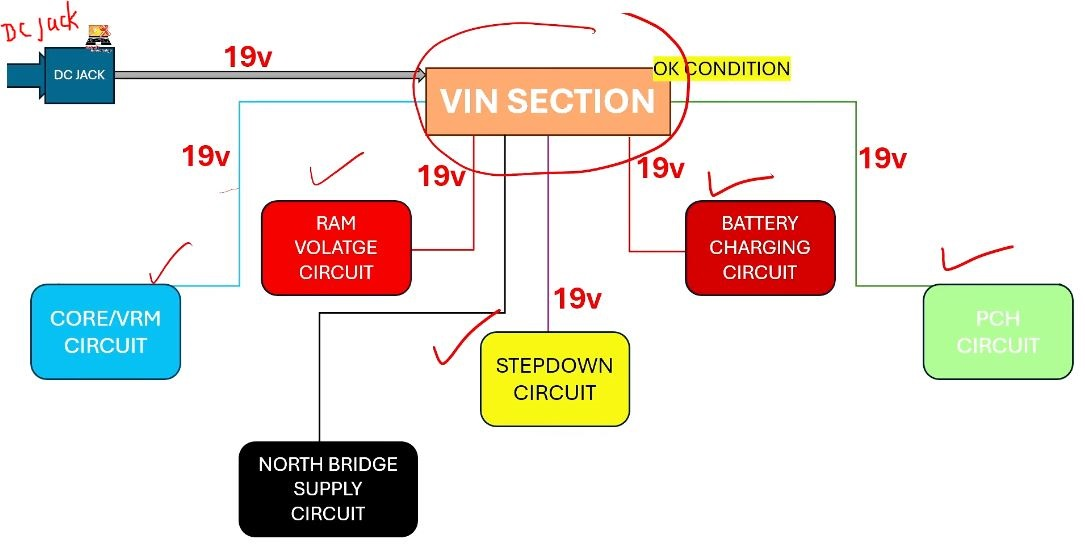 DC Jack
DC JACK
19v
OK CONDITION
VIN SECTION
19v
19v
19v
19v
RAM
VOLATGE
CIRCUIT
BATTERY
CHARGING
CIRCUIT
19v
CORE/VRM
CIRCUIT
PCH
CIRCUIT
STEPDOWN
CIRCUIT
NORTH BRIDGE
SUPPLY
CIRCUIT